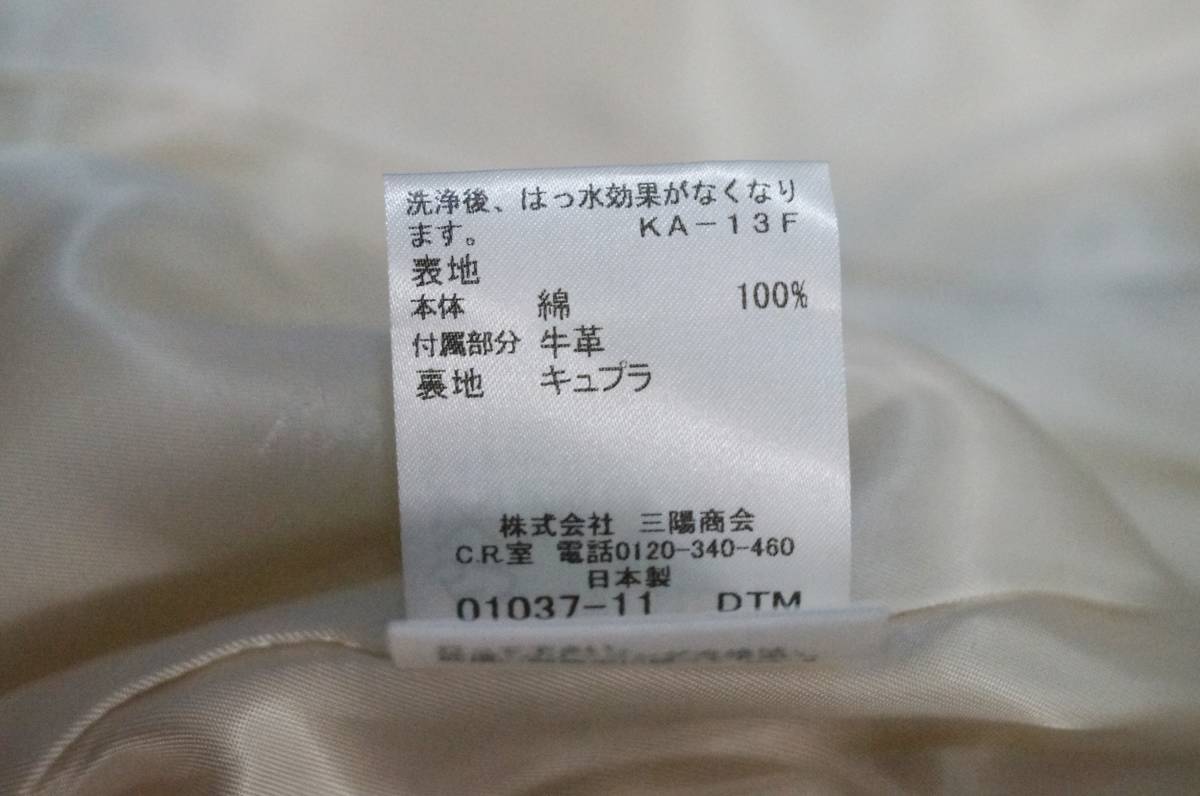 洗浄後、はっ水効果がなくなり
ます。 KA-13F
表地
本体 綿 100%
付属部分 牛革
裏地 キュプラ
株式会社 三陽商会
C.R.室 電話0120-340-460
日本製
01037-11 DTM